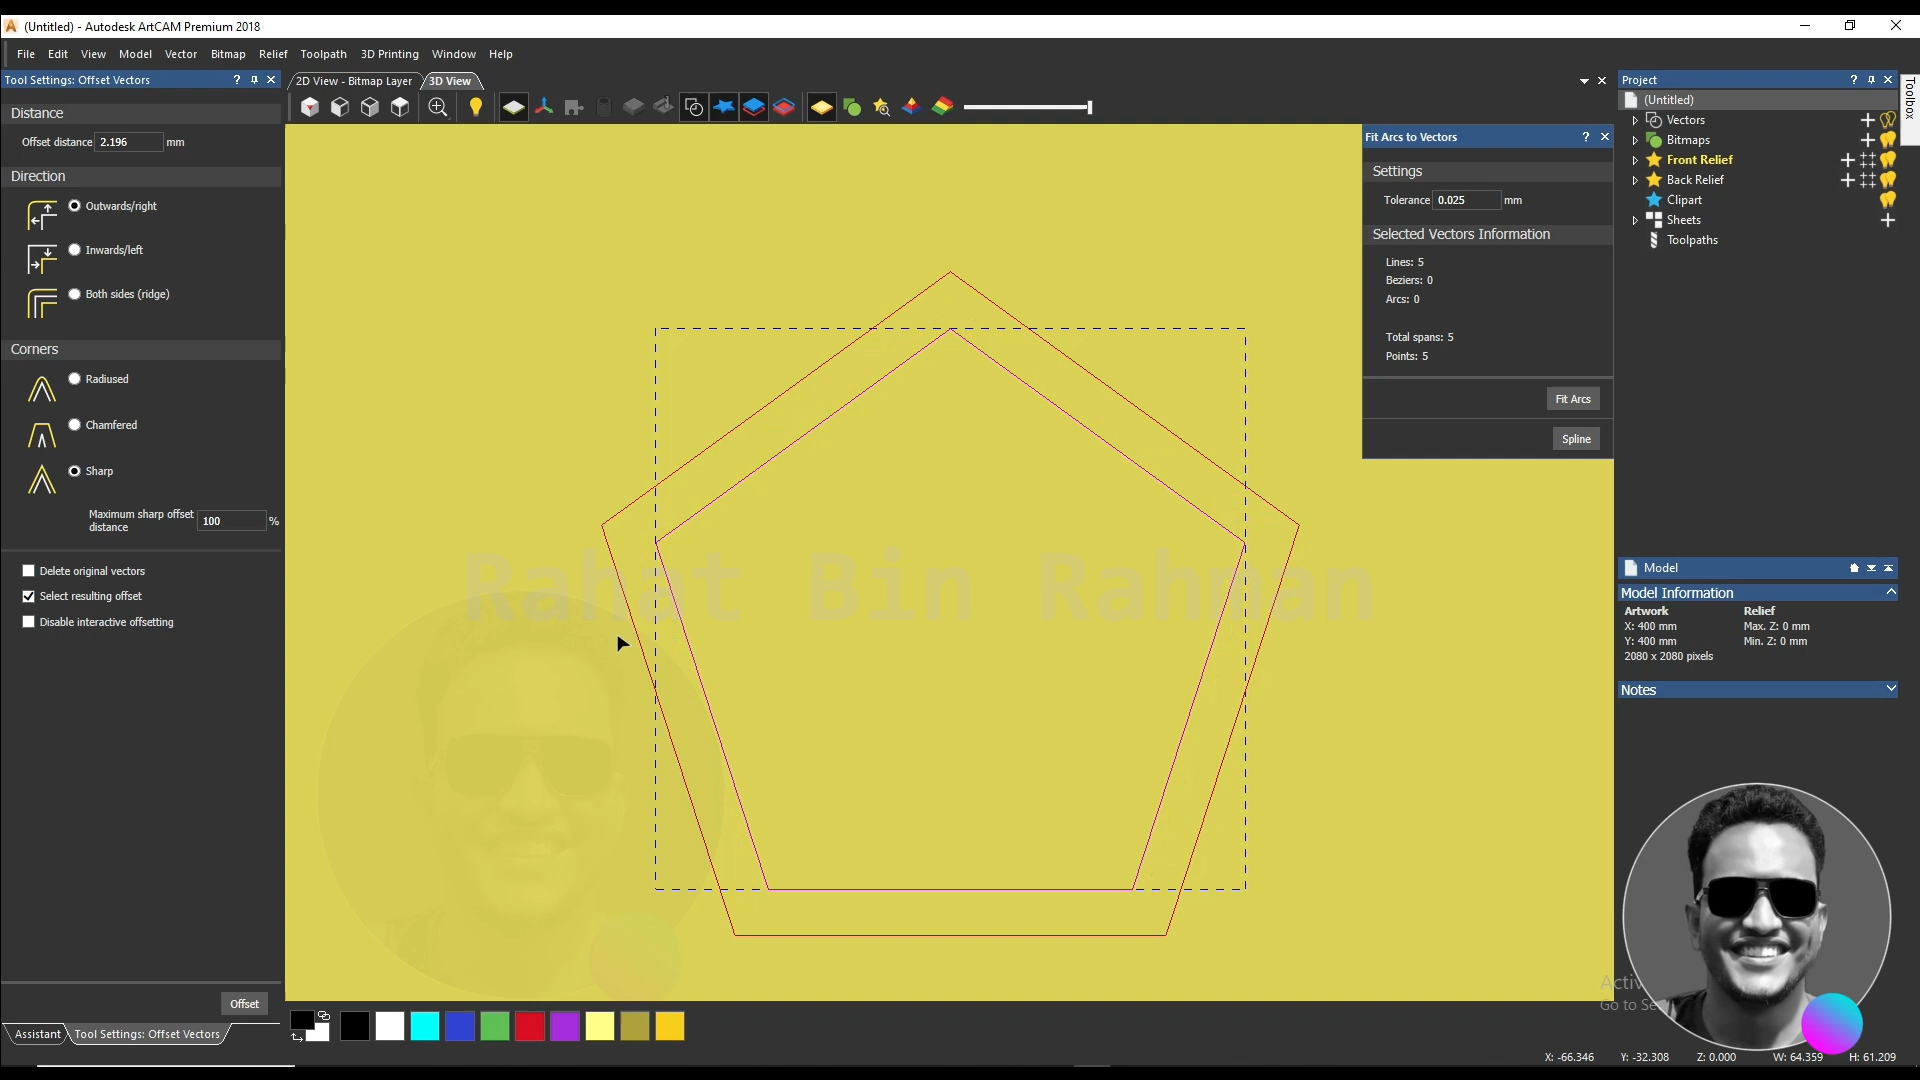 (Untitled) - Autodesk ArtCAM Premium 2018
File Edit View Model Vector Bitmap Relief Toolpath 3D Printing Window Help
Tool Settings: Offset Vectors ?
Distance
Offset distance 2.196 mm
Direction
Outwards/right
Inwards/left
Both sides (ridge)
Corners
Radiused
Chamfered
Sharp
Maximum sharp offset
distance 100 %
Delete original vectors
Select resulting offset
Disable interactive offsetting
Offset
Assistant Tool Settings: Offset Vectors
2D View - Bitmap Layer 3D View
Rahat Bin Rahman
Fit Arcs to Vectors ?
Settings
Tolerance 0.025 mm
Selected Vectors Information
Lines: 5
Beziers: 0
Arcs: 0
Total spans: 5
Points: 5
Fit Arcs
Spline
Project ?
(Untitled)
Vectors
Bitmaps
Front Relief
Back Relief
Clipart
Sheets
Toolpaths
Toolbox
Model
Model Information
Artwork Relief
X: 400 mm Max. Z: 0 mm
Y: 400 mm Min. Z: 0 mm
2080 x 2080 pixels
Notes
Activ
Go to Se
X: -66.346 Y: -32.308 Z: 0.000 W: 64.359 H: 61.209